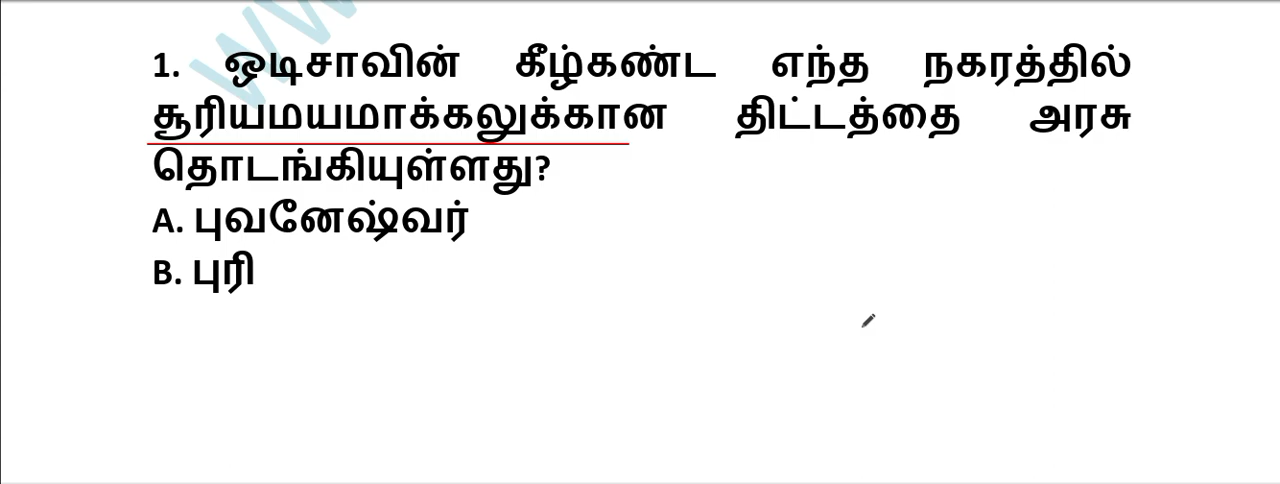 1. ஒடிசாவின் கீழ்கண்ட எந்த நகரத்தில்
சூரியமயமாக்கலுக்கான திட்டத்தை அரசு
தொடங்கியுள்ளது?
A. புவனேஷ்வர்
B. புரி